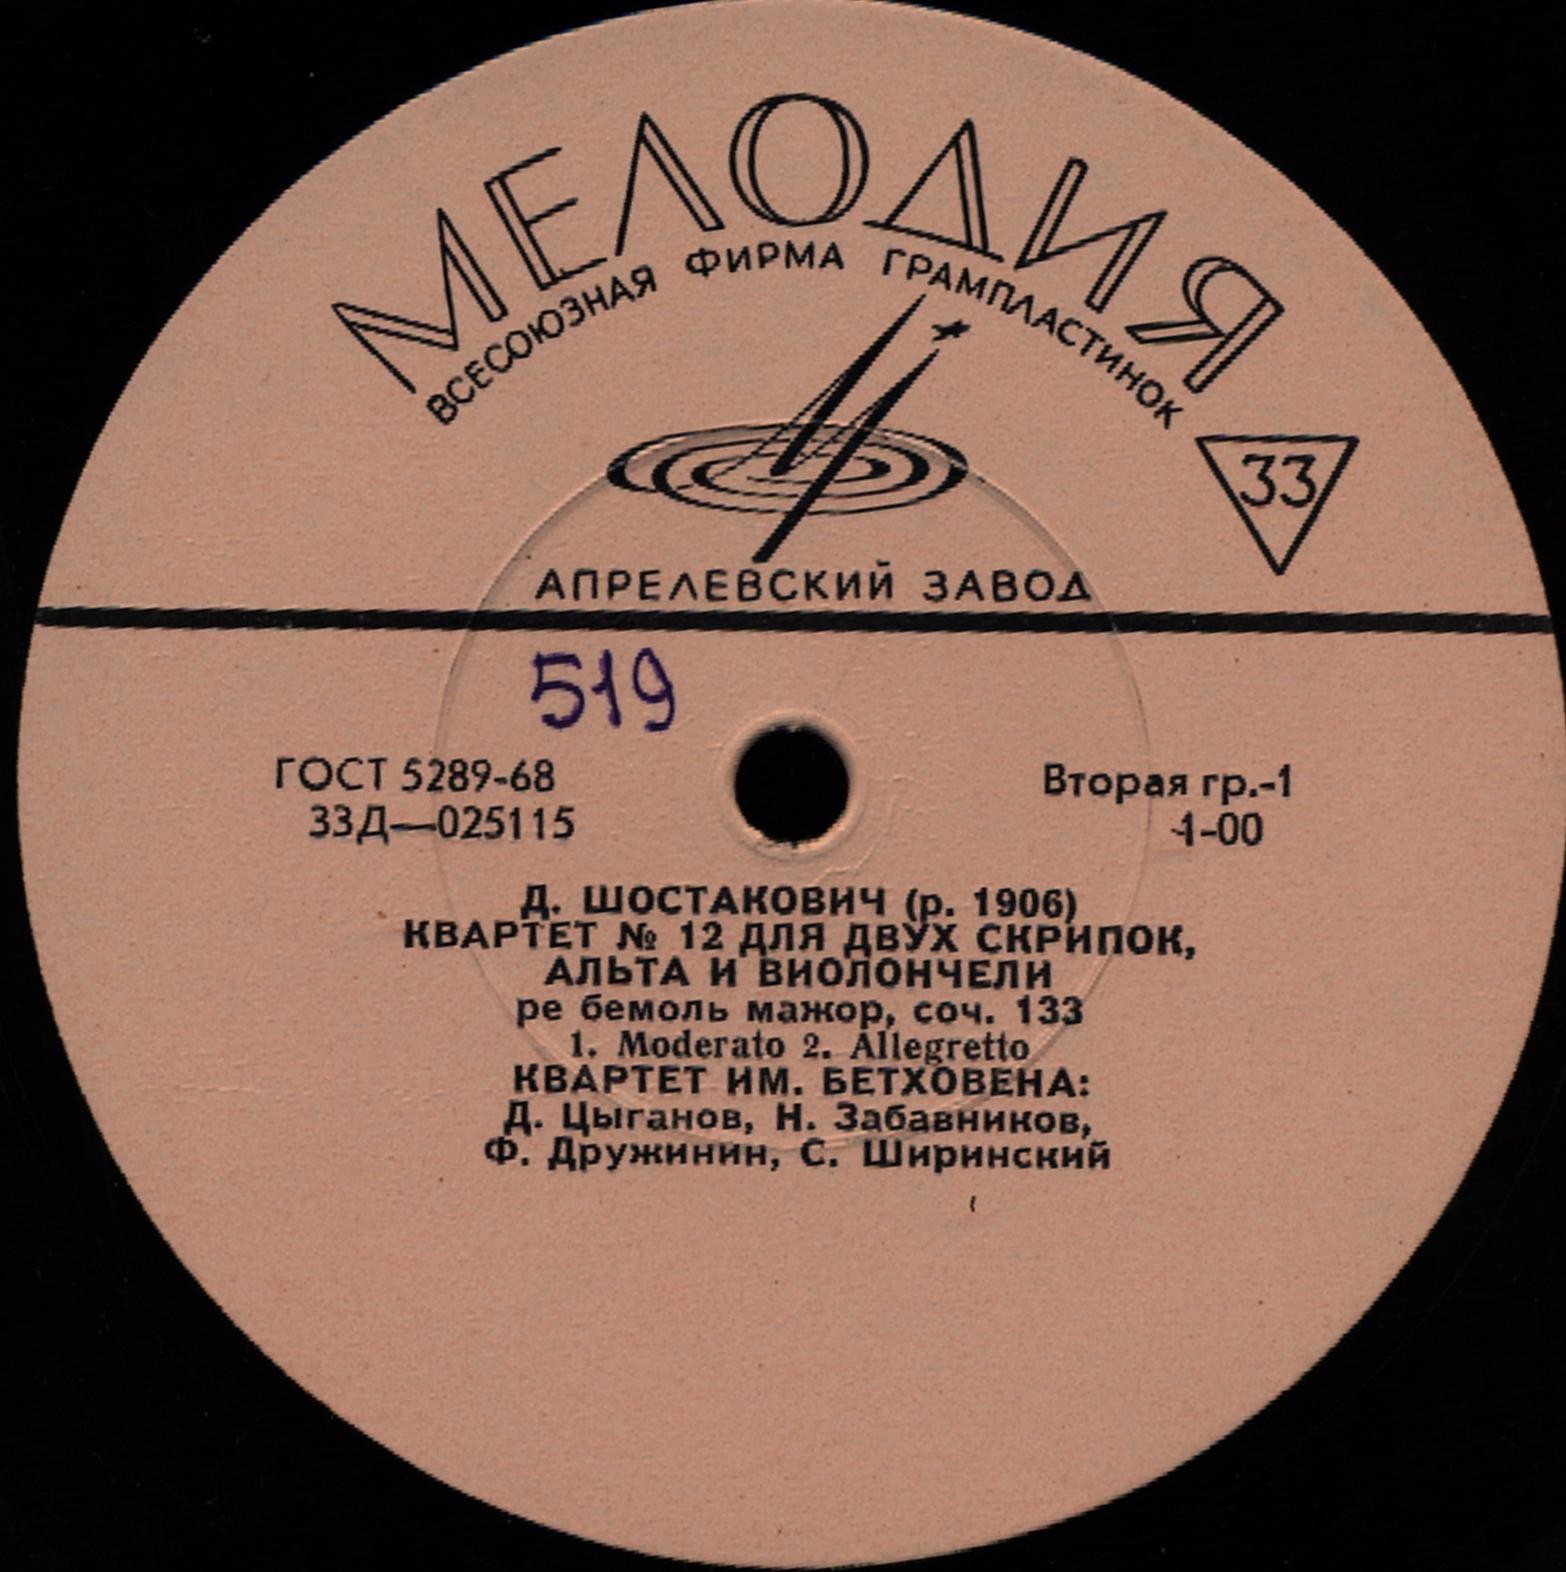 МЕЛОДИЯ
ВСЕСОЮЗНАЯ ФИРМА ГРАМПЛАСТИНОК
33
АПРЕЛЕВСКИЙ ЗАВОД
519
ГОСТ 5289-68
33Д—025115
Вторая гр.-1
1-00
Д. ШОСТАКОВИЧ (р. 1906)
КВАРТЕТ № 12 ДЛЯ ДВУХ СКРИПОК,
АЛЬТА И ВИОЛОНЧЕЛИ
ре бемоль мажор, соч. 133
1. Moderato 2. Allegretto
КВАРТЕТ ИМ. БЕТХОВЕНА:
Д. Цыганов, Н. Забавников,
Ф. Дружинин, С. Ширинский